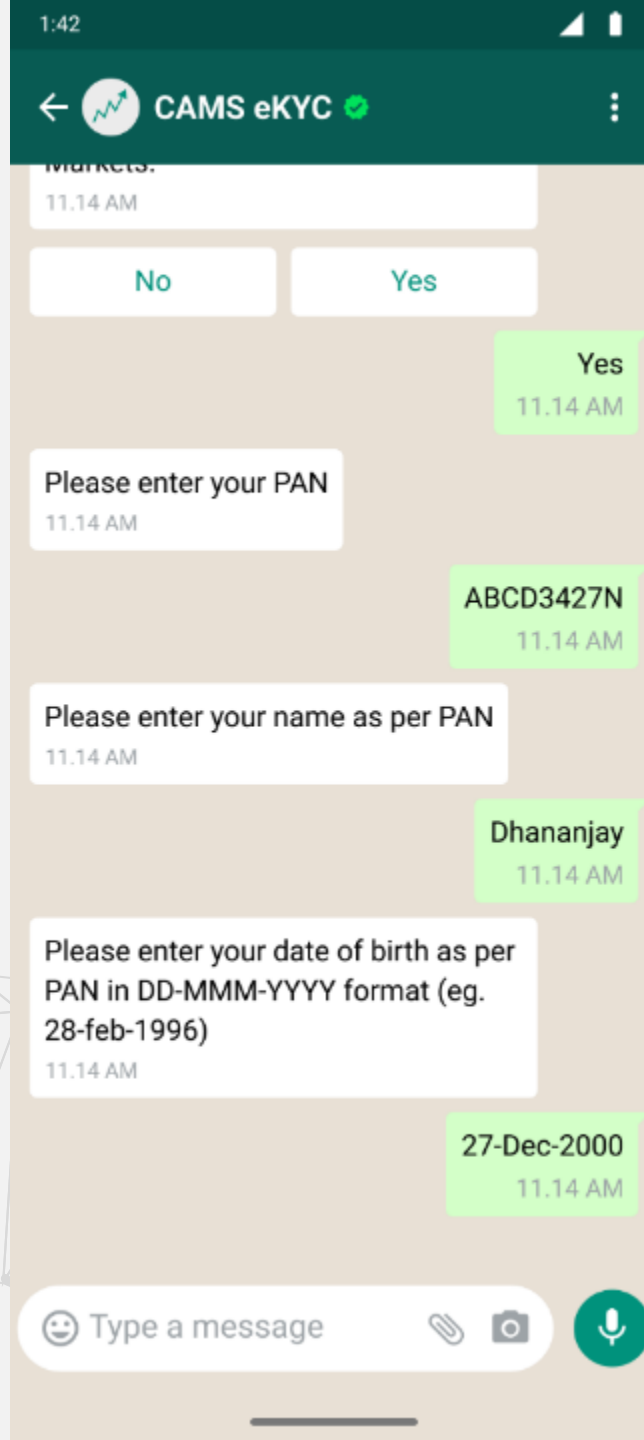 1:42
CAMS eKYC
Markets.
11.14 AM
No
Yes
Yes
11.14 AM
Please enter your PAN
11.14 AM
ABCD3427N
11.14 AM
Please enter your name as per PAN
11.14 AM
Dhananjay
11.14 AM
Please enter your date of birth as per
PAN in DD-MMM-YYYY format (eg.
28-feb-1996)
11.14 AM
27-Dec-2000
11.14 AM
Type a message